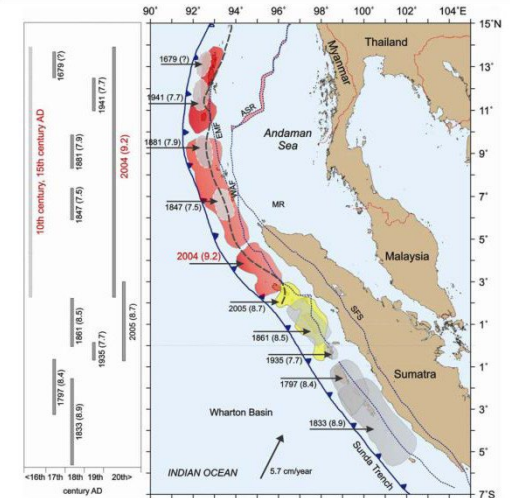 90° 92° 94° 96° 98° 100° 102° 104°E
15°N
13°
11°
9°
7°
5°
3°
1°
1°
3°
5°
7°S
1679 (?)
1941 (7.7)
1881 (7.9)
1847 (7.5)
10th century, 15th century AD
2004 (9.2)
2005 (8.7)
1861 (8.5)
1935 (7.7)
1797 (8.4)
1833 (8.9)
<16th 17th 18th 19th 20th>
century AD
Thailand
Myanmar
1679 (?)
1941 (7.7)
ASR
EMF
Andaman
Sea
1881 (7.9)
WAF
1847 (7.5)
MR
2004 (9.2)
Malaysia
2005 (8.7)
SFS
1861 (8.5)
1935 (7.7)
Sumatra
1797 (8.4)
Wharton Basin
1833 (8.9)
Sunda Trench
5.7 cm/year
INDIAN OCEAN